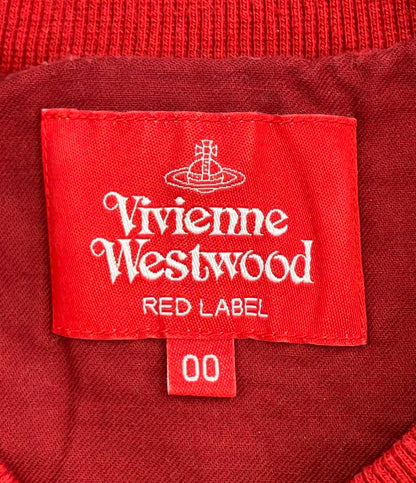 Vivienne
Westwood
RED LABEL
00